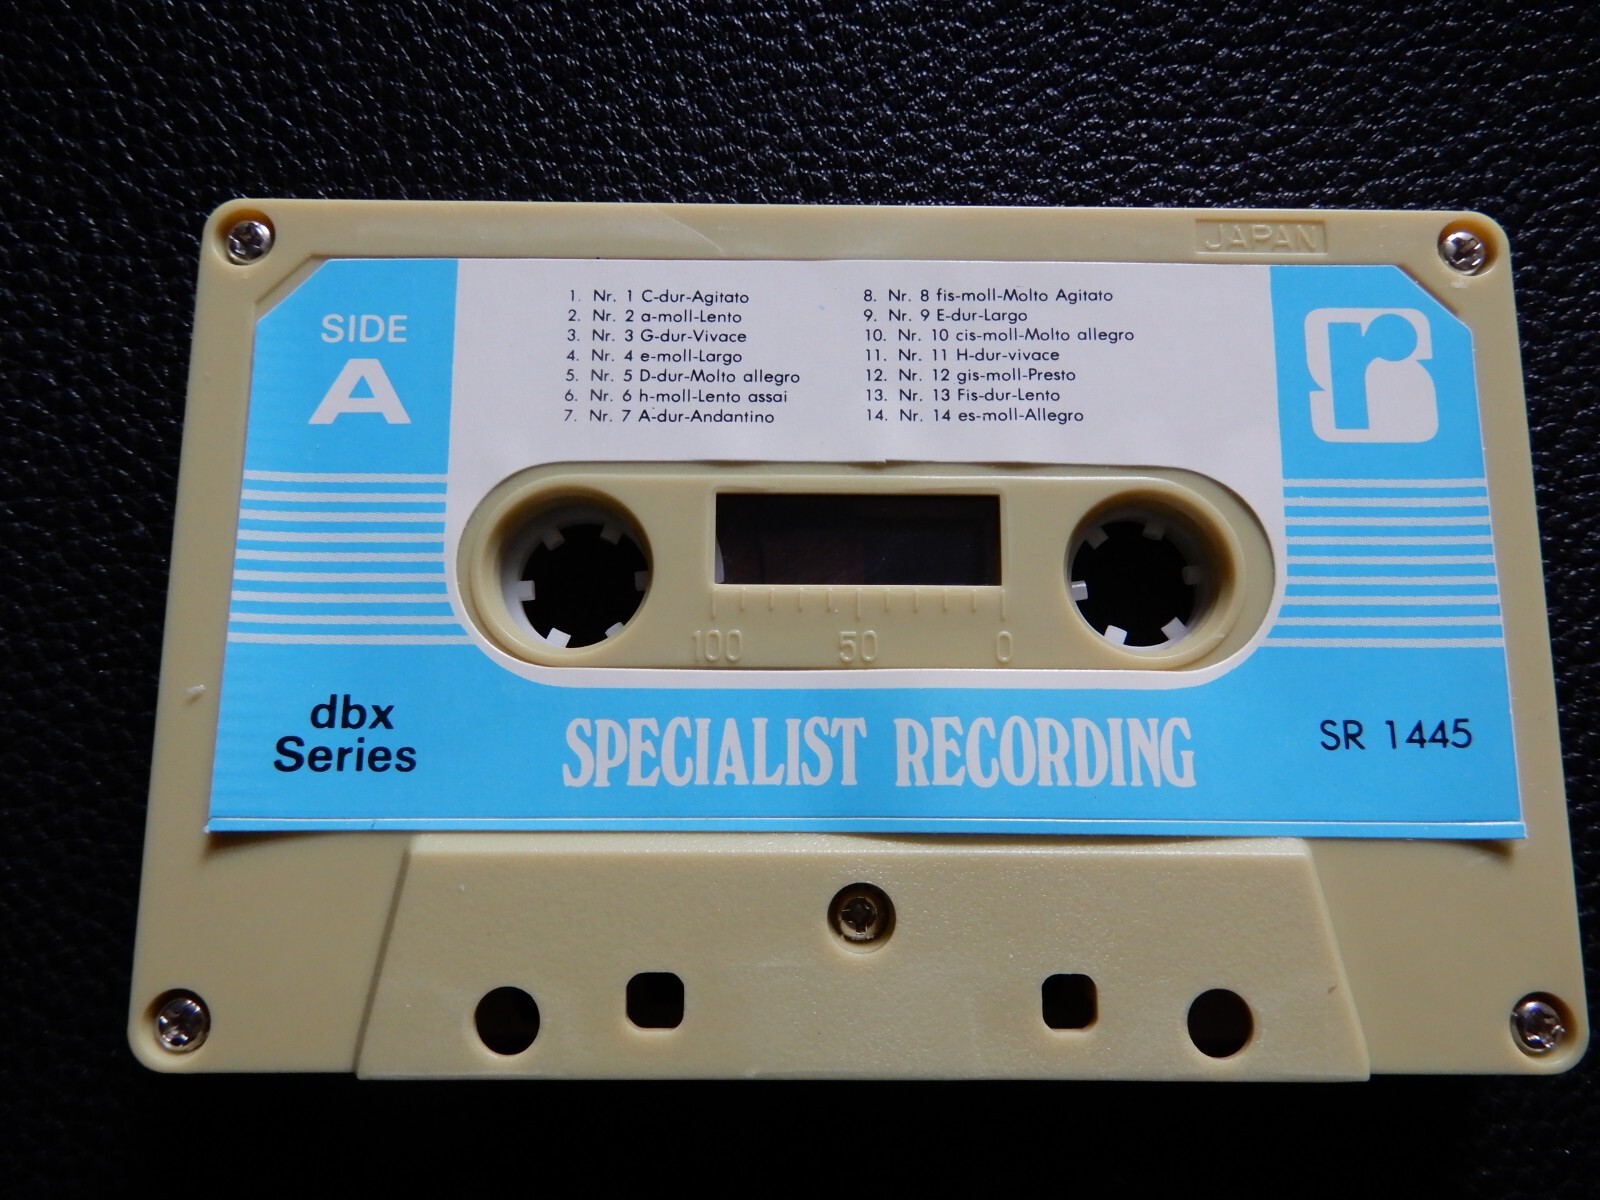 JAPAN
SIDE
A
1. Nr. 1 C-dur-Agitato
2. Nr. 2 a-moll-Lento
3. Nr. 3 G-dur-Vivace
4. Nr. 4 e-moll-Largo
5. Nr. 5 D-dur-Molto allegro
6. Nr. 6 h-moll-Lento assai
7. Nr. 7 A-dur-Andantino
8. Nr. 8 fis-moll-Molto Agitato
9. Nr. 9 E-dur-Largo
10. Nr. 10 cis-moll-Molto allegro
11. Nr. 11 H-dur-vivace
12. Nr. 12 gis-moll-Presto
13. Nr. 13 Fis-dur-Lento
14. Nr. 14 es-moll-Allegro
r
100 50 0
dbx
Series
SPECIALIST RECORDING
SR 1445